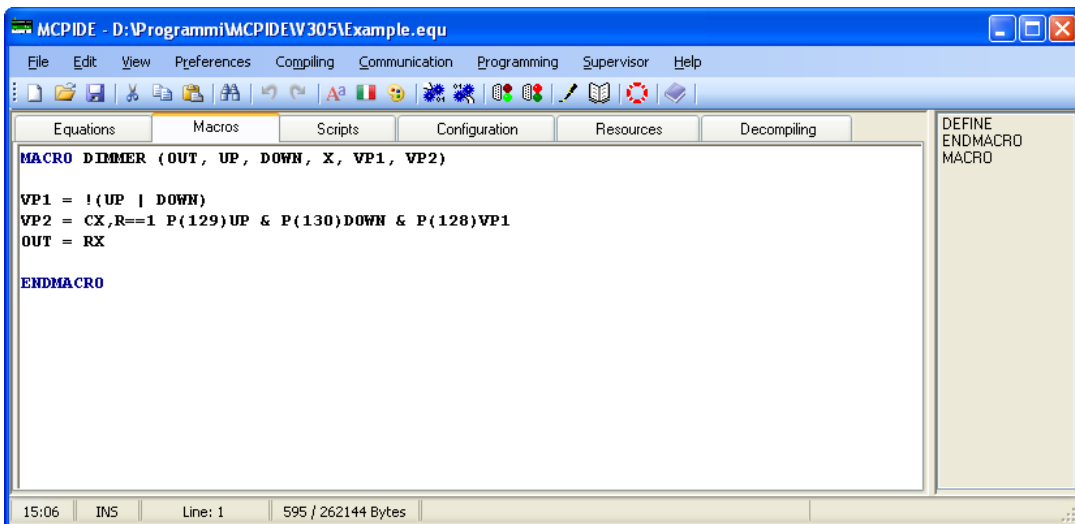 MCPIDE - D:\Programmi\MCPIDE\V305\Example.equ
File Edit View Preferences Compiling Communication Programming Supervisor Help
Equations Macros Scripts Configuration Resources Decompiling
DEFINE
ENDMACRO
MACRO
MACRO DIMMER (OUT, UP, DOWN, X, VP1, VP2)
VP1 = !(UP | DOWN)
VP2 = CX,R==1 P(129)UP & P(130)DOWN & P(128)VP1
OUT = RX
ENDMACRO
15:06 INS Line: 1 595 / 262144 Bytes